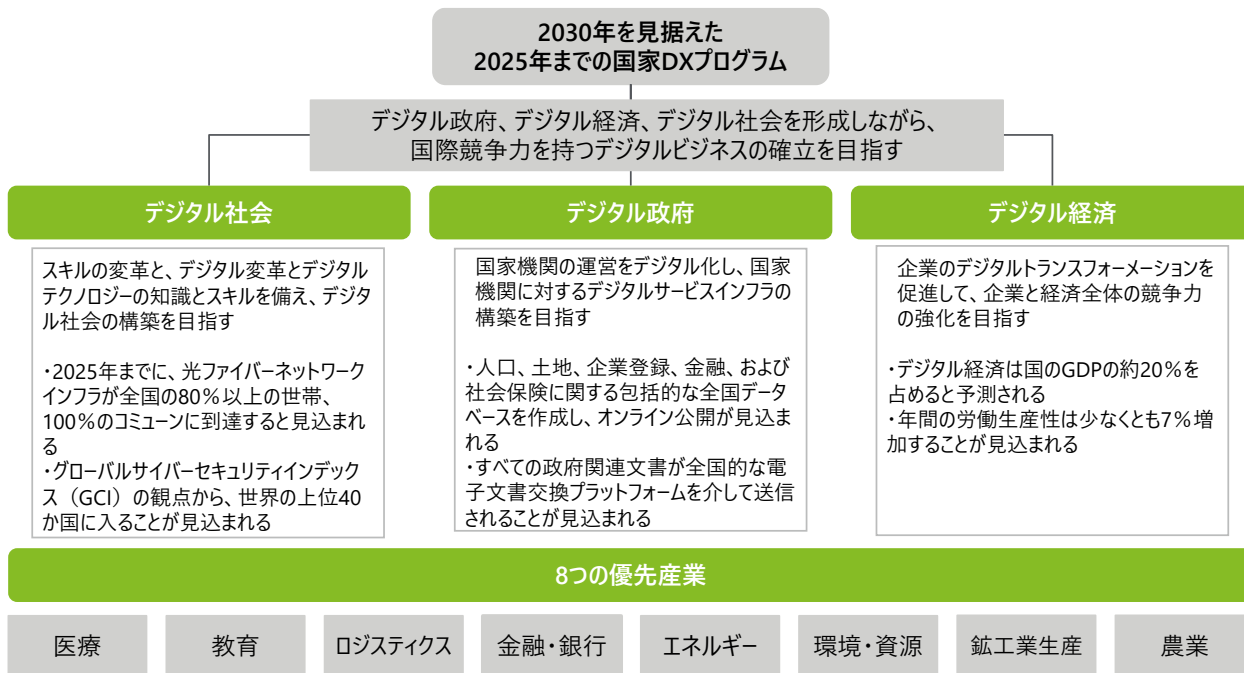 2030年を見据えた
2025年までの国家DXプログラム
デジタル政府、デジタル経済、デジタル社会を形成しながら、
国際競争力を持つデジタルビジネスの確立を目指す
デジタル社会
スキルの変革と、デジタル変革とデジタル
テクノロジーの知識とスキルを備え、デジタ
ル社会の構築を目指す
・2025年までに、光ファイバーネットワーク
インフラが全国の80%以上の世帯、
100%のコミューンに到達すると見込まれ
る
・グローバルサイバーセキュリティインデック
ス（GCI）の観点から、世界の上位40
か国に入ることが見込まれる
デジタル政府
国家機関の運営をデジタル化し、国家
機関に対するデジタルサービスインフラの
構築を目指す
・人口、土地、企業登録、金融、および
社会保険に関する包括的な全国データ
ベースを作成し、オンライン公開が見込ま
れる
・すべての政府関連文書が全国的な電
子文書交換プラットフォームを介して送信
されることが見込まれる
デジタル経済
企業のデジタルトランスフォーメーションを
促進して、企業と経済全体の競争力
の強化を目指す
・デジタル経済は国のGDPの約20%を
占めると予測される
・年間の労働生産性は少なくとも7%増
加することが見込まれる
8つの優先産業
医療
教育
ロジスティクス
金融・銀行
エネルギー
環境・資源
鉱工業生産
農業